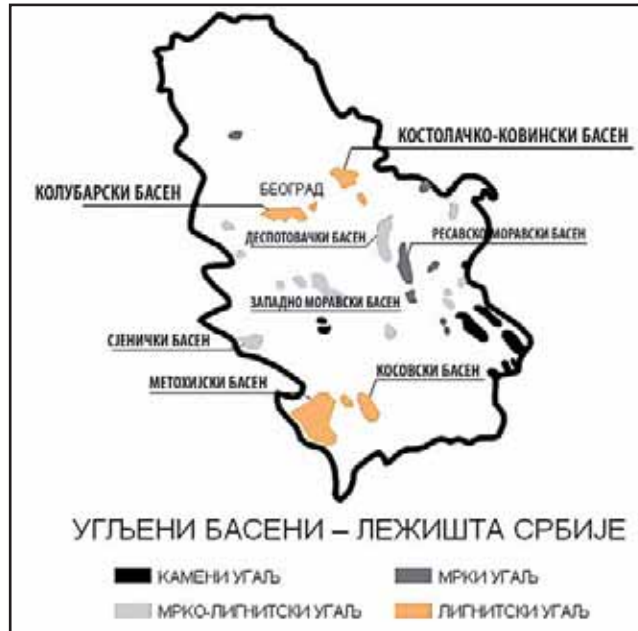 КОСТОЛАЧКО-КОВИНСКИ БАСЕН
КОЛУБАРСКИ БАСЕН
БЕОГРАД
ДЕСПОТОВАЧКИ БАСЕН
РЕСАВСКО МОРАВСКИ БАСЕН
ЗАПАДНО МОРАВСКИ БАСЕН
СЈЕНИЧКИ БАСЕН
МЕТОХИЈСКИ БАСЕН
КОСОВСКИ БАСЕН
УГЉЕНИ БАСЕНИ – ЛЕЖИШТА СРБИЈЕ
КАМЕНИ УГАЉ
МРКИ УГАЉ
МРКО-ЛИГНИТСКИ УГАЉ
ЛИГНИТСКИ УГАЉ